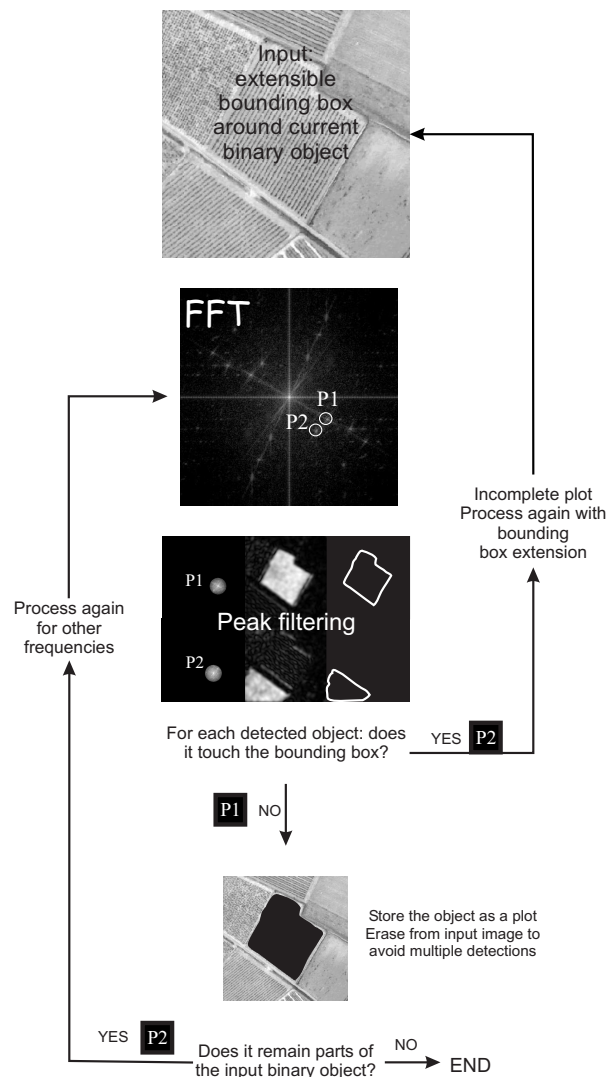 Input:
extensible
bounding box
around current
binary object
FFT
P1
P2
Incomplete plot
Process again with
bounding
box extension
P1
Peak filtering
P2
Process again
for other
frequencies
For each detected object: does
it touch the bounding box?
YES P2
P1 NO
Store the object as a plot
Erase from input image to
avoid multiple detections
YES P2
Does it remain parts of
the input binary object?
NO
END